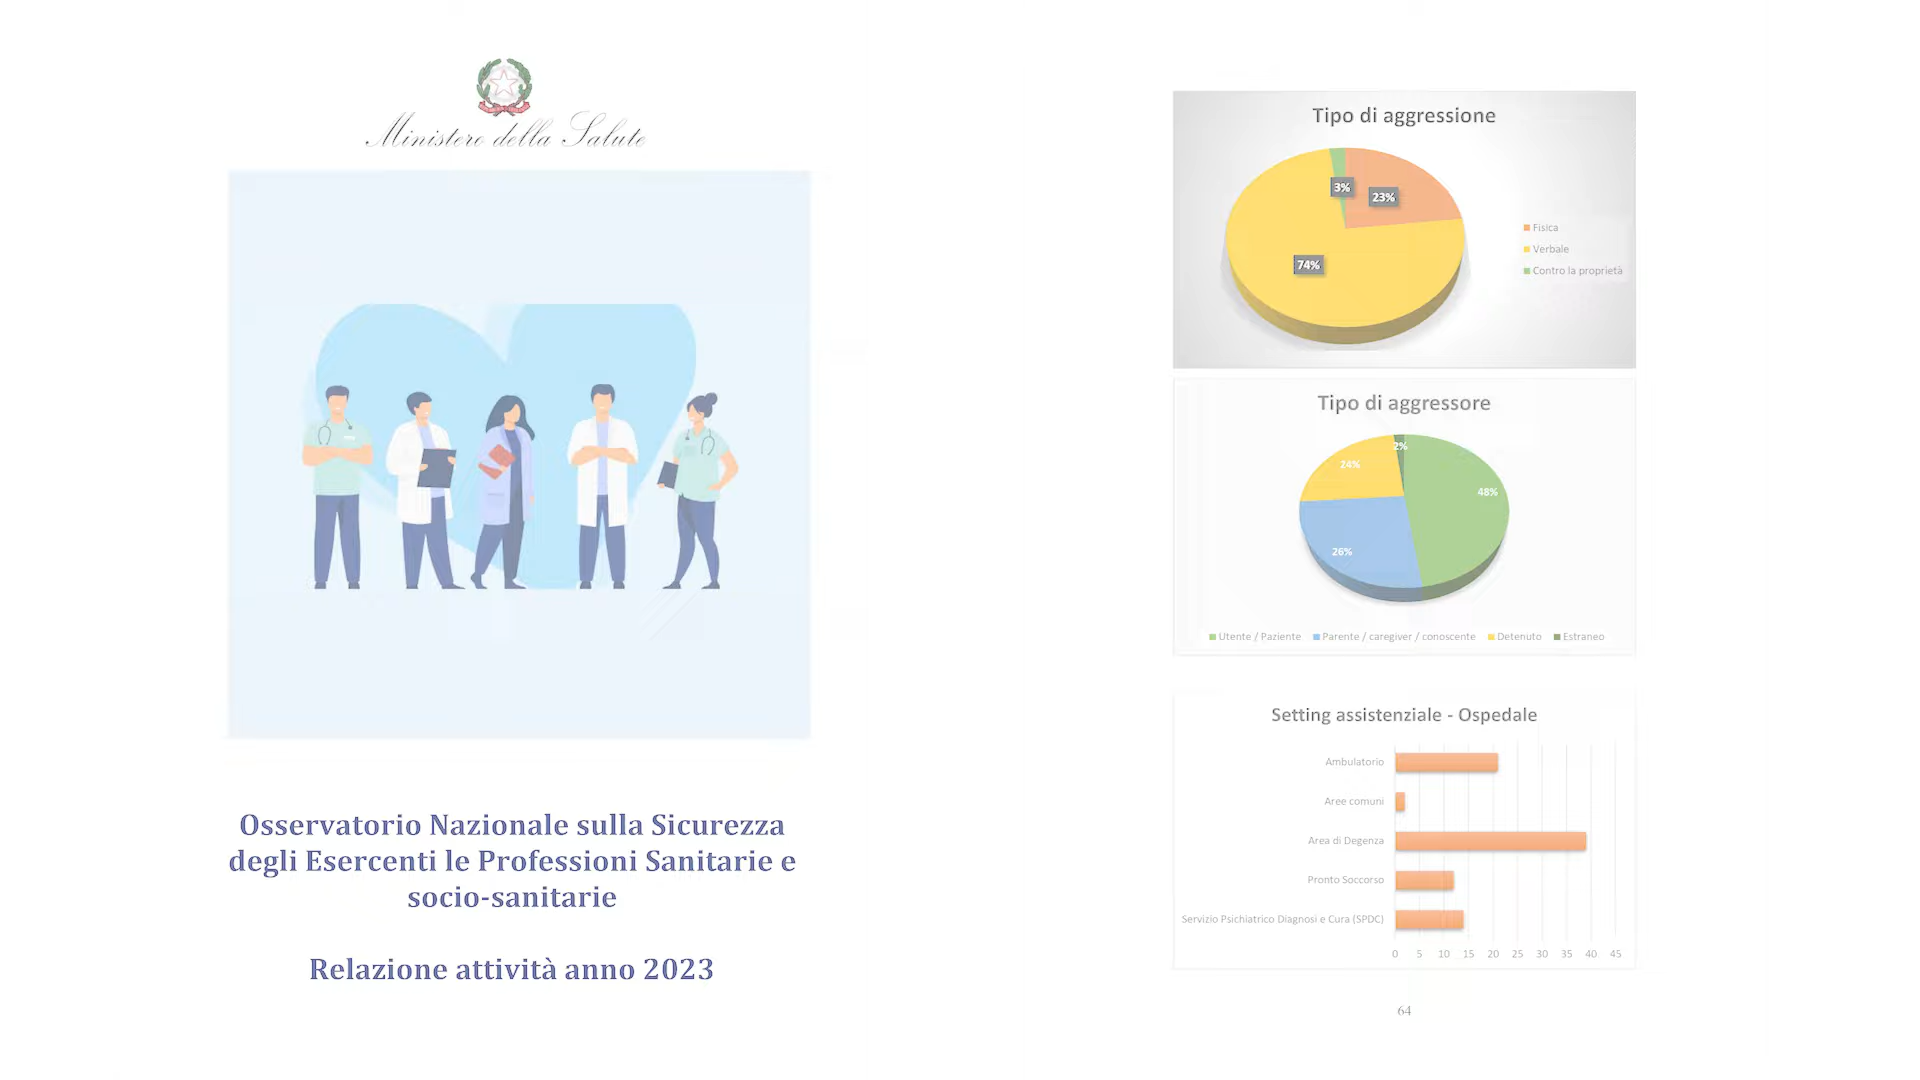 Ministero della Salute
Osservatorio Nazionale sulla Sicurezza
degli Esercenti le Professioni Sanitarie e
socio-sanitarie
Relazione attività anno 2023
Tipo di aggressione
3%
23%
74%
Fisica
Verbale
Contro la proprietà
Tipo di aggressore
2%
24%
48%
26%
Utente / Paziente Parente / caregiver / conoscente Detenuto Estraneo
Setting assistenziale - Ospedale
Ambulatorio
Aree comuni
Area di Degenza
Pronto Soccorso
Servizio Psichiatrico Diagnosi e Cura (SPDC)
0 5 10 15 20 25 30 35 40 45
64